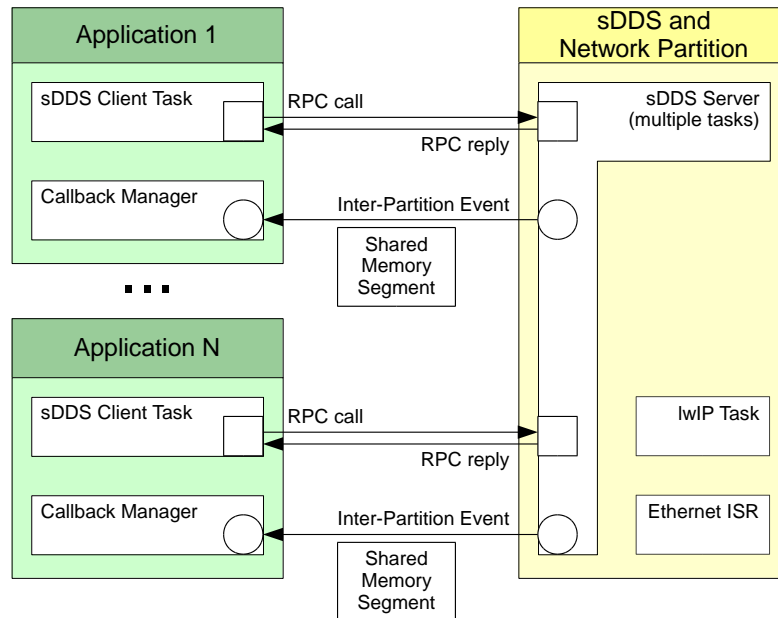 Application 1
sDDS Client Task
Callback Manager
RPC call
RPC reply
Inter-Partition Event
Shared
Memory
Segment
sDDS and
Network Partition
sDDS Server
(multiple tasks)
...
Application N
sDDS Client Task
Callback Manager
RPC call
RPC reply
Inter-Partition Event
Shared
Memory
Segment
lwIP Task
Ethernet ISR